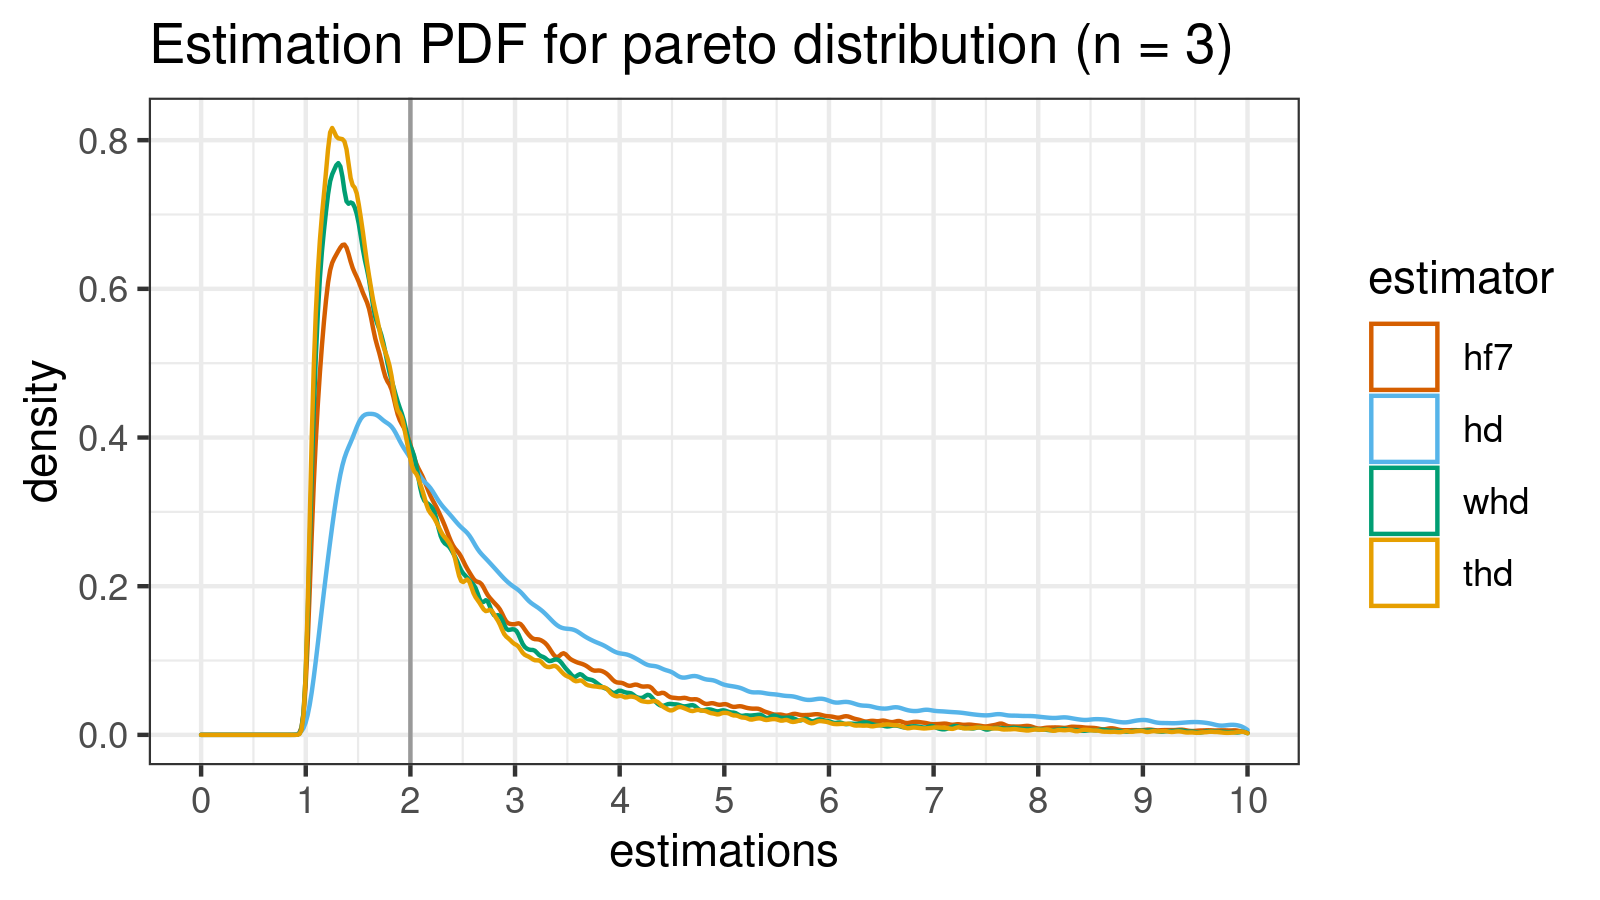 Estimation PDF for pareto distribution (n = 3)
0.8
0.6
0.4
0.2
0.0
density
0 1 2 3 4 5 6 7 8 9 10
estimations
estimator
hf7
hd
whd
thd